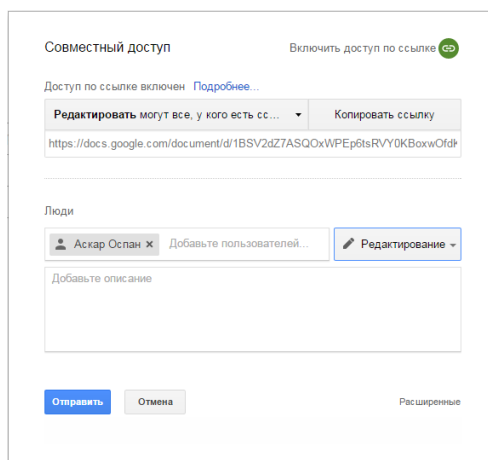 Совместный доступ
Включить доступ по ссылке
Доступ по ссылке включен Подробнее...
Редактировать могут все, у кого есть сс... Копировать ссылку
https://docs.google.com/document/d/1BSV2dZ7ASQOxWPEp6tsRVY0KBoxwOfdK
Люди
Аскар Оспан × Добавьте пользователей... Редактирование
Добавьте описание
Отправить Отмена Расширенные